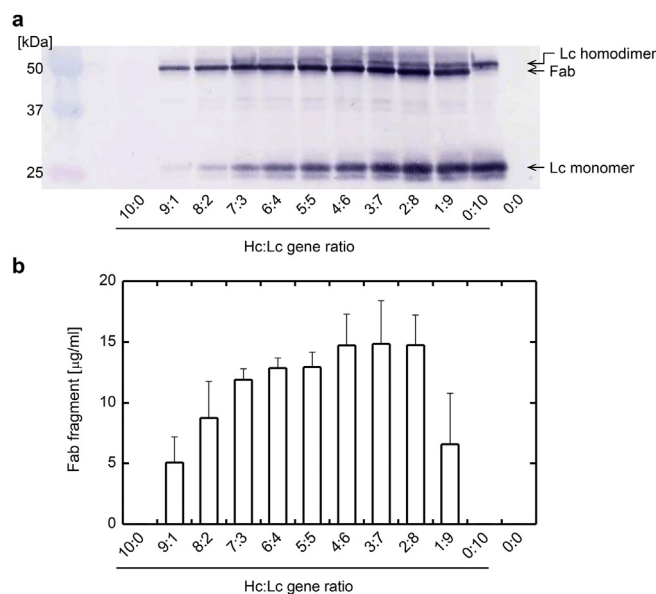 a
[kDa]
50
37
25
Lc homodimer
Fab
Lc monomer
10:0 9:1 8:2 7:3 6:4 5:5 4:6 3:7 2:8 1:9 0:10 0:0
Hc:Lc gene ratio
b
Fab fragment [µg/ml]
20
15
10
5
0
10:0 9:1 8:2 7:3 6:4 5:5 4:6 3:7 2:8 1:9 0:10 0:0
Hc:Lc gene ratio